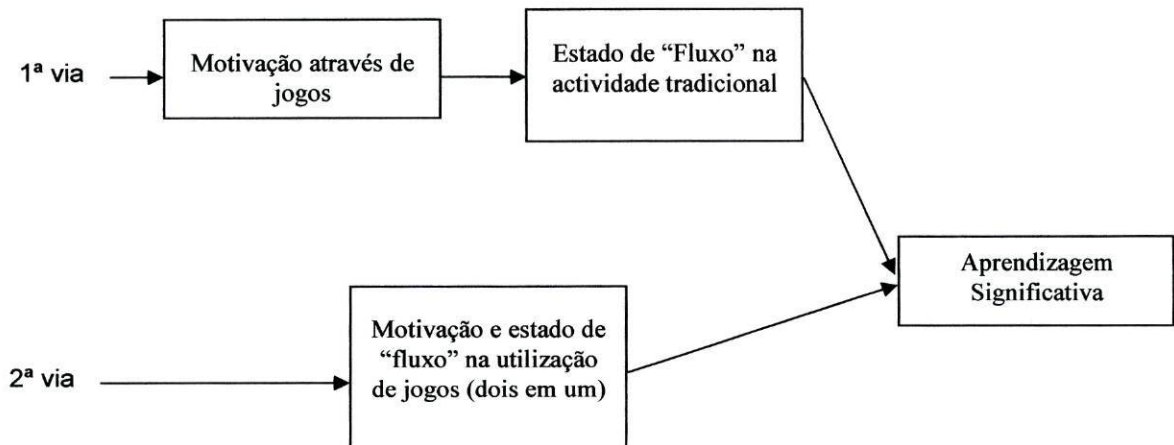 1ª via
Motivação através de
jogos
Estado de “Fluxo” na
actividade tradicional
Aprendizagem
Significativa
2ª via
Motivação e estado de
“fluxo” na utilização
de jogos (dois em um)